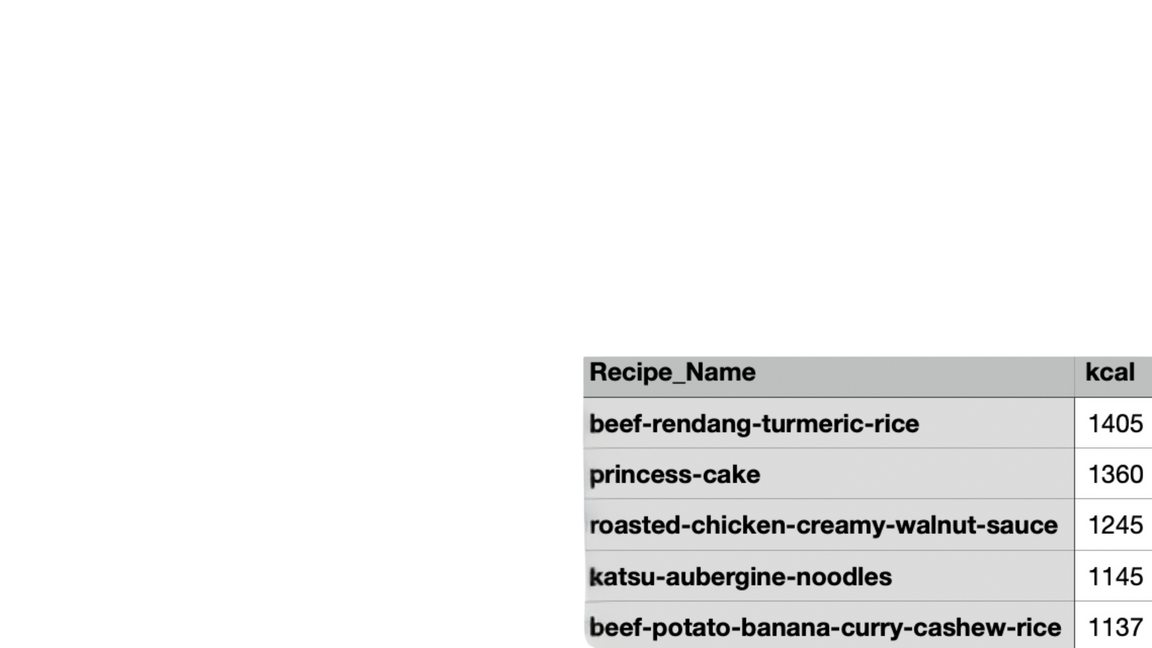 Recipe_Name kcal
beef-rendang-turmeric-rice 1405
princess-cake 1360
roasted-chicken-creamy-walnut-sauce 1245
katsu-aubergine-noodles 1145
beef-potato-banana-curry-cashew-rice 1137